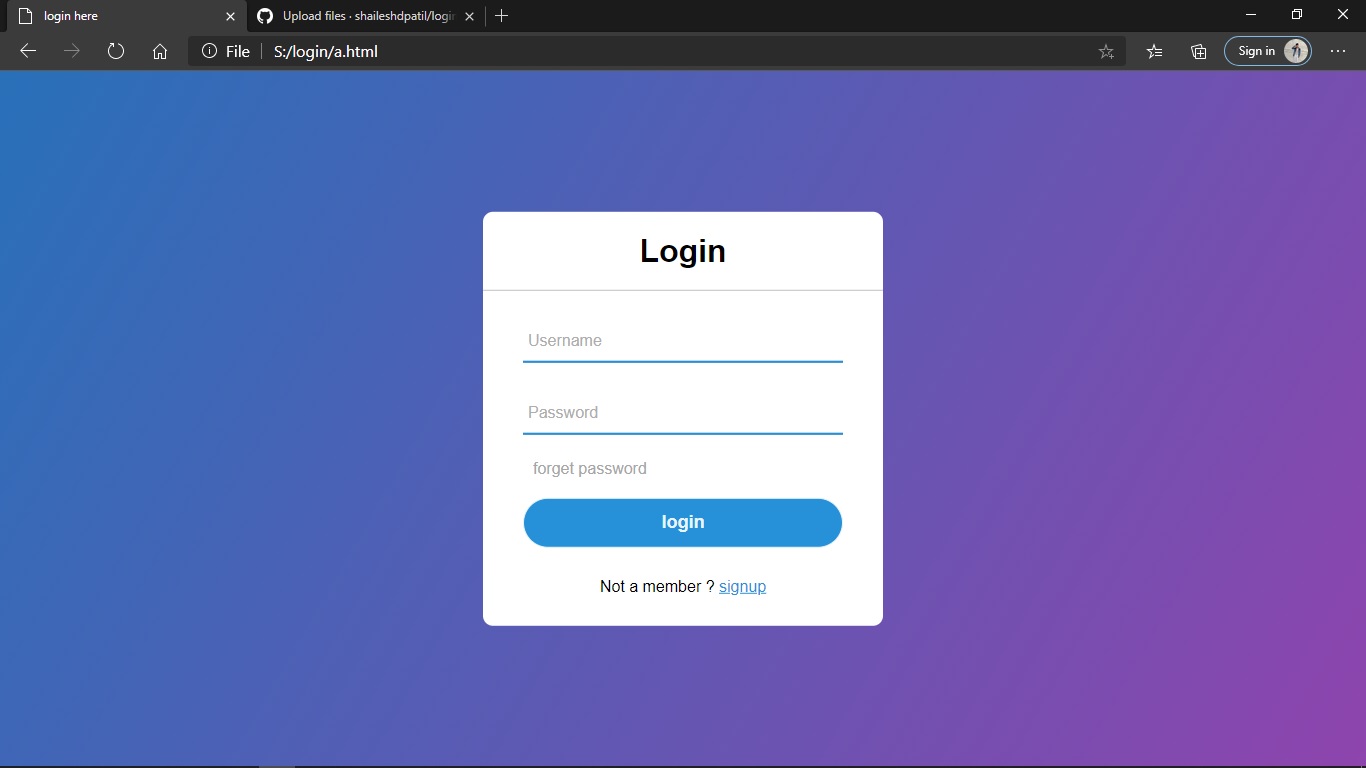 login here
Upload files · shaileshdpatil/login
File S:/login/a.html
Sign in
Login
Username
Password
forget password
login
Not a member ? signup